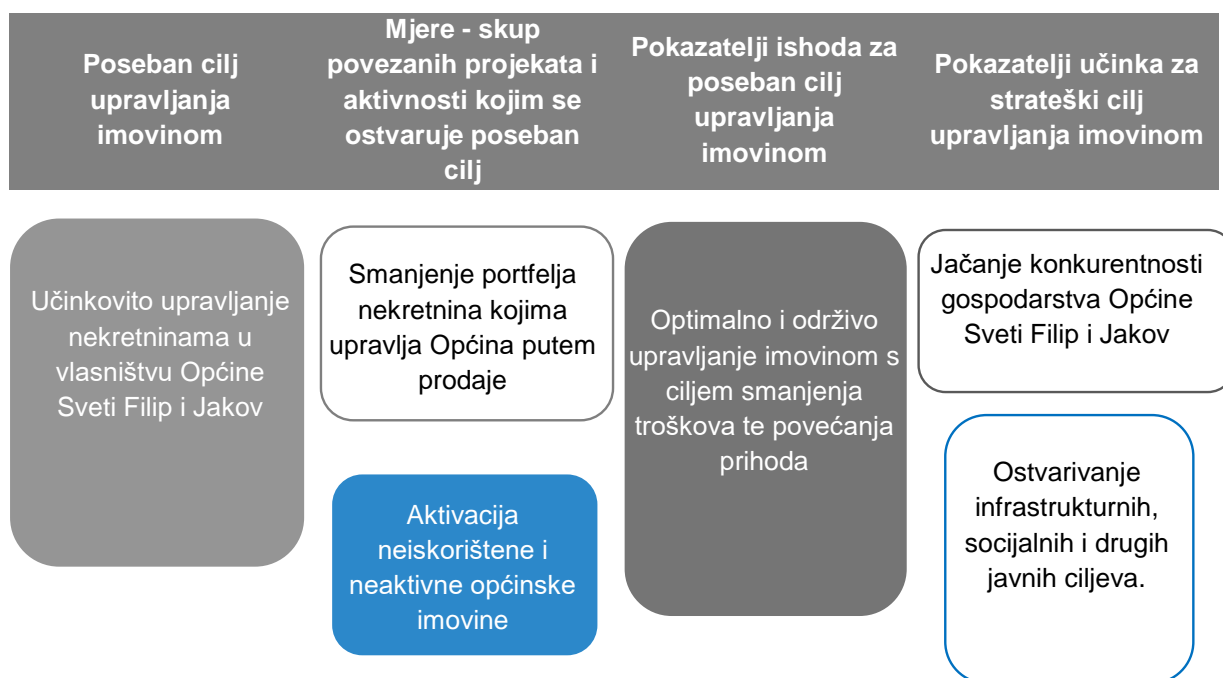 Poseban cilj
upravljanja
imovinom
Mjere - skup
povezanih projekata i
aktivnosti kojim se
ostvaruje poseban
cilj
Pokazatelji ishoda za
poseban cilj
upravljanja
imovinom
Pokazatelji učinka za
strateški cilj
upravljanja imovinom
Učinkovito upravljanje
nekretninama u
vlasništvu Općine
Sveti Filip i Jakov
Smanjenje portfelja
nekretnina kojima
upravlja Općina putem
prodaje
Aktivacija
neiskorištene i
neaktivne općinske
imovine
Optimalno i održivo
upravljanje imovinom s
ciljem smanjenja
troškova te povećanja
prihoda
Jačanje konkurentnosti
gospodarstva Općine
Sveti Filip i Jakov
Ostvarivanje
infrastrukturnih,
socijalnih i drugih
javnih ciljeva.